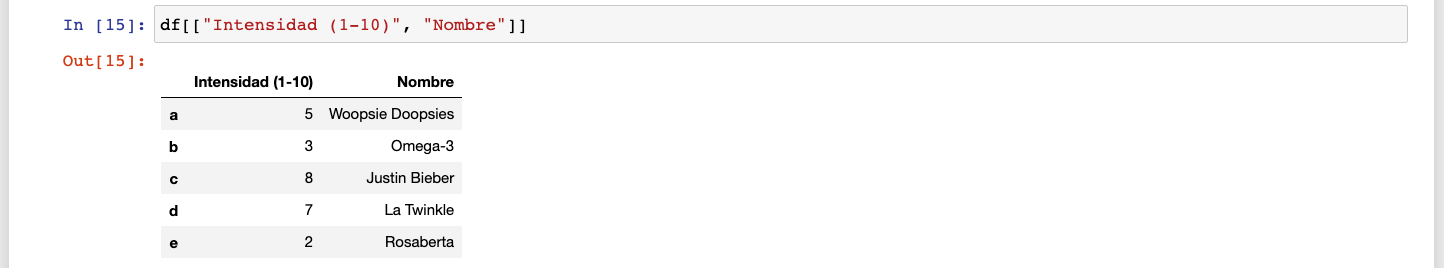 In [15]: df[["Intensidad (1-10)", "Nombre"]]
Out[15]:
Intensidad (1-10) Nombre
a 5 Woopsie Doopsies
b 3 Omega-3
c 8 Justin Bieber
d 7 La Twinkle
e 2 Rosaberta